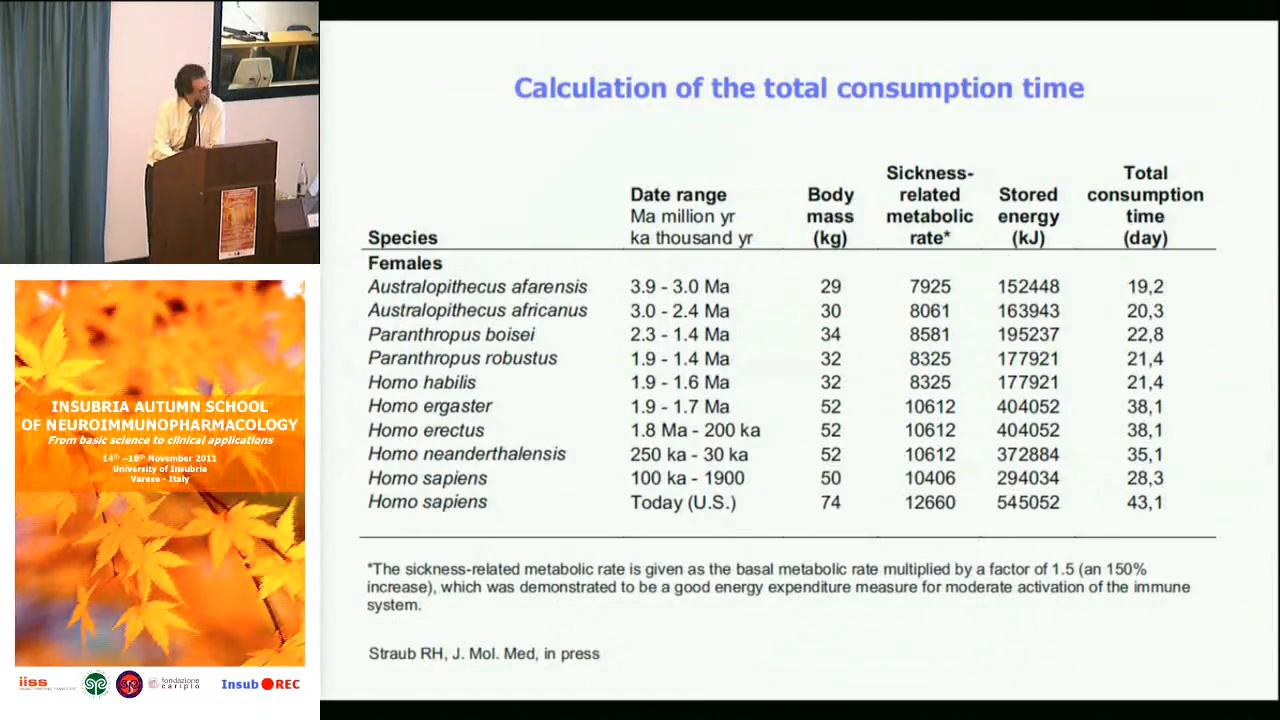 Calculation of the total consumption time
Species Date range Ma million yr ka thousand yr Body mass (kg) Sickness-related metabolic rate* Stored energy (kJ) Total consumption time (day)
Females
Australopithecus afarensis 3.9 - 3.0 Ma 29 7925 152448 19,2
Australopithecus africanus 3.0 - 2.4 Ma 30 8061 163943 20,3
Paranthropus boisei 2.3 - 1.4 Ma 34 8581 195237 22,8
Paranthropus robustus 1.9 - 1.4 Ma 32 8325 177921 21,4
Homo habilis 1.9 - 1.6 Ma 32 8325 177921 21,4
Homo ergaster 1.9 - 1.7 Ma 52 10612 404052 38,1
Homo erectus 1.8 Ma - 200 ka 52 10612 404052 38,1
Homo neanderthalensis 250 ka - 30 ka 52 10612 372884 35,1
Homo sapiens 100 ka - 1900 50 10406 294034 28,3
Homo sapiens Today (U.S.) 74 12660 545052 43,1
*The sickness-related metabolic rate is given as the basal metabolic rate multiplied by a factor of 1.5 (an 150%
increase), which was demonstrated to be a good energy expenditure measure for moderate activation of the immune
system.
Straub RH, J. Mol. Med, in press
INSUBRIA AUTUMN SCHOOL
OF NEUROIMMUNOPHARMACOLOGY
From basic science to clinical applications
14th –18th November 2011
University of Insubria
Varese - Italy
iiss
fondazione
cariplo
Insub REC